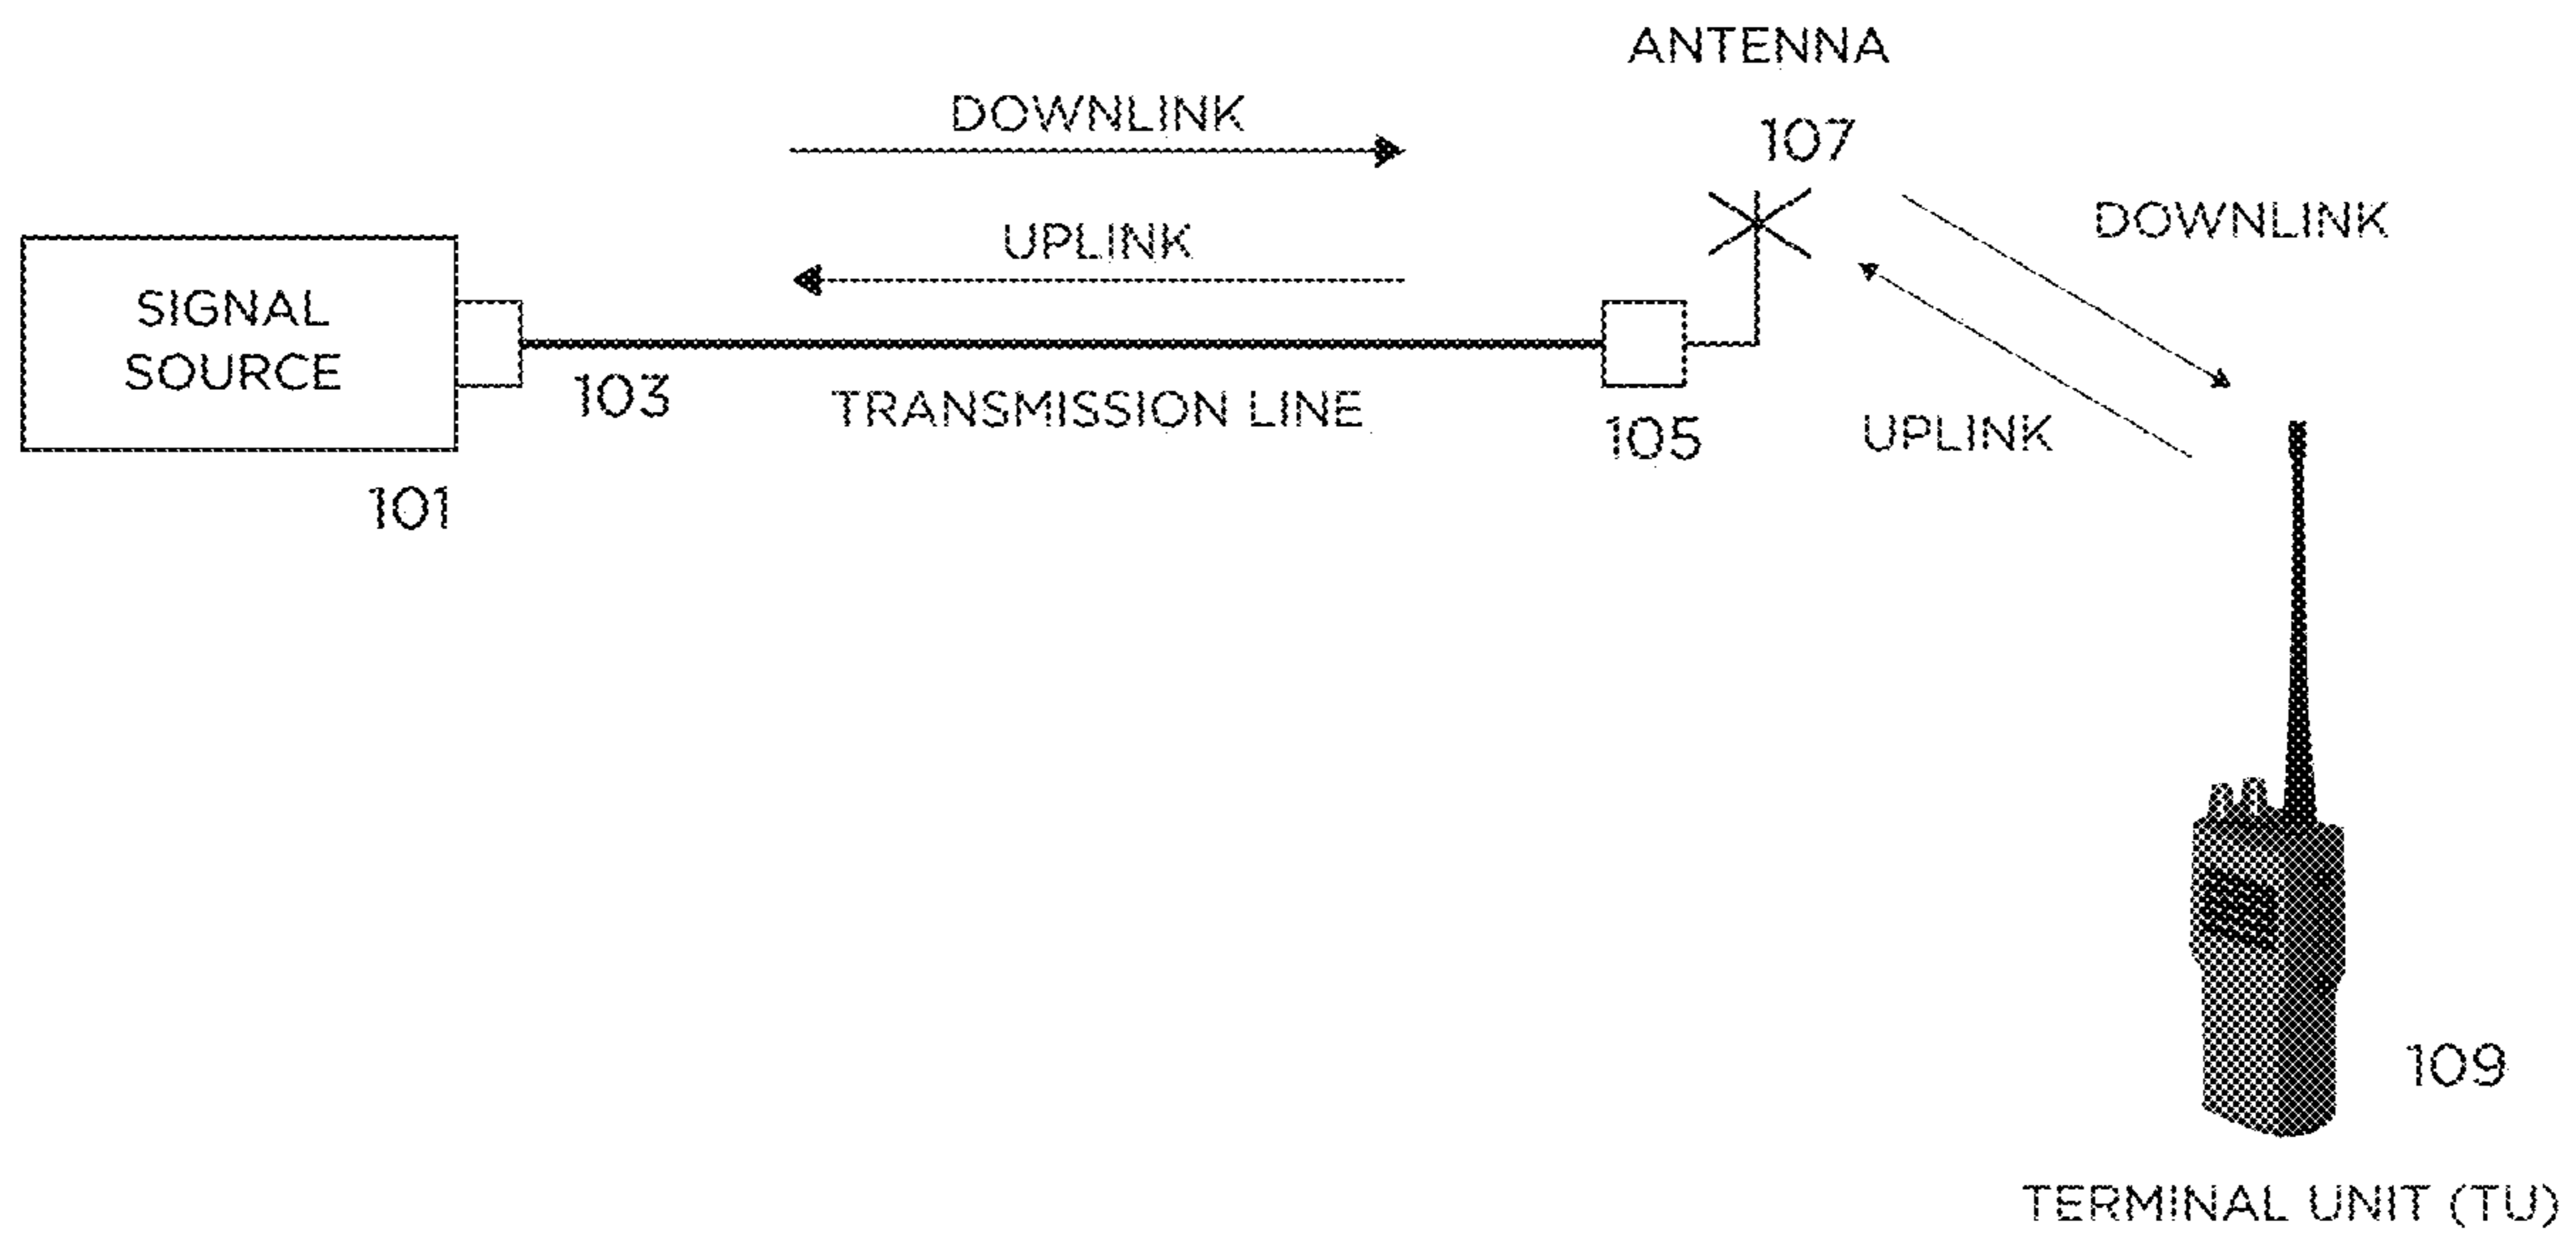 ANTENNA
107
DOWNLINK
UPLINK
DOWNLINK
SIGNAL
SOURCE
103
TRANSMISSION LINE
105
UPLINK
101
109
TERMINAL UNIT (TU)